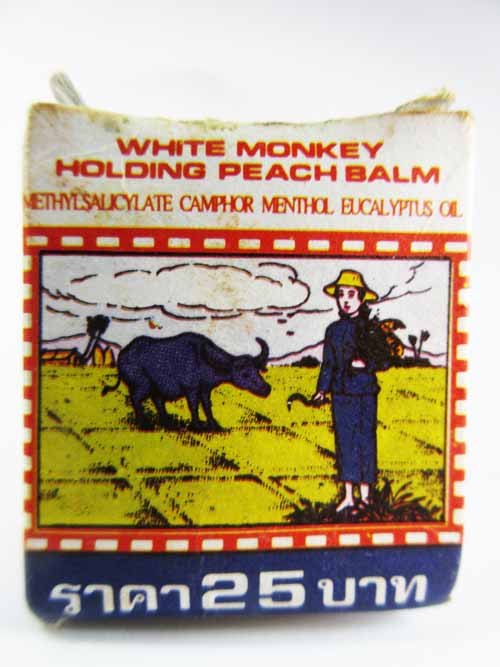 WHITE MONKEY
HOLDING PEACH BALM
METHYLSALICYLATE CAMPHOR MENTHOL EUCALYPTUS OIL
ราคา 25 บาท